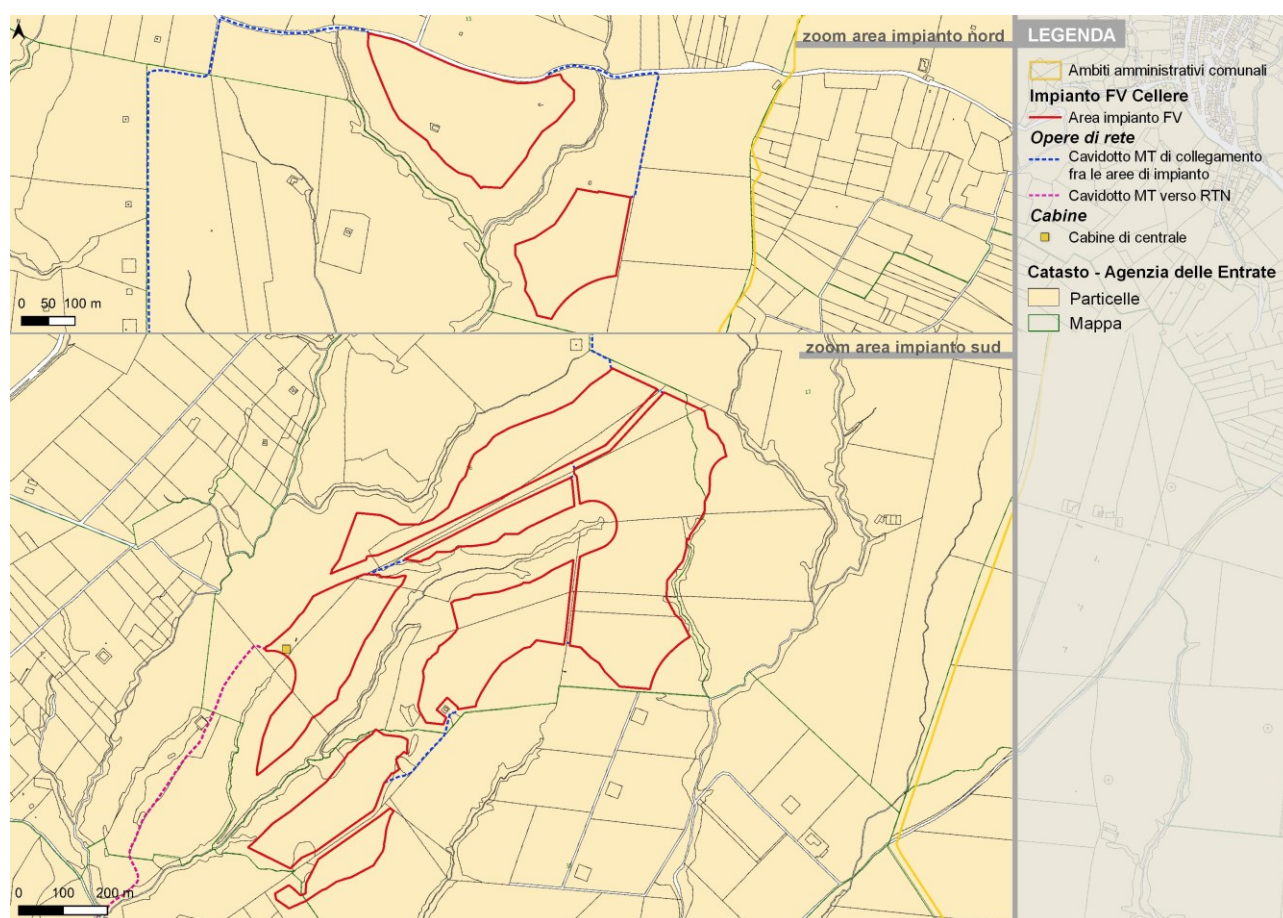 zoom area impianto nord
0 50 100 m
zoom area impianto sud
0 100 200 m
LEGENDA
Ambiti amministrativi comunali
Impianto FV Cellere
Area impianto FV
Opere di rete
Cavidotto MT di collegamento
fra le aree di impianto
Cavidotto MT verso RTN
Cabine
Cabine di centrale
Catasto - Agenzia delle Entrate
Particelle
Mappa